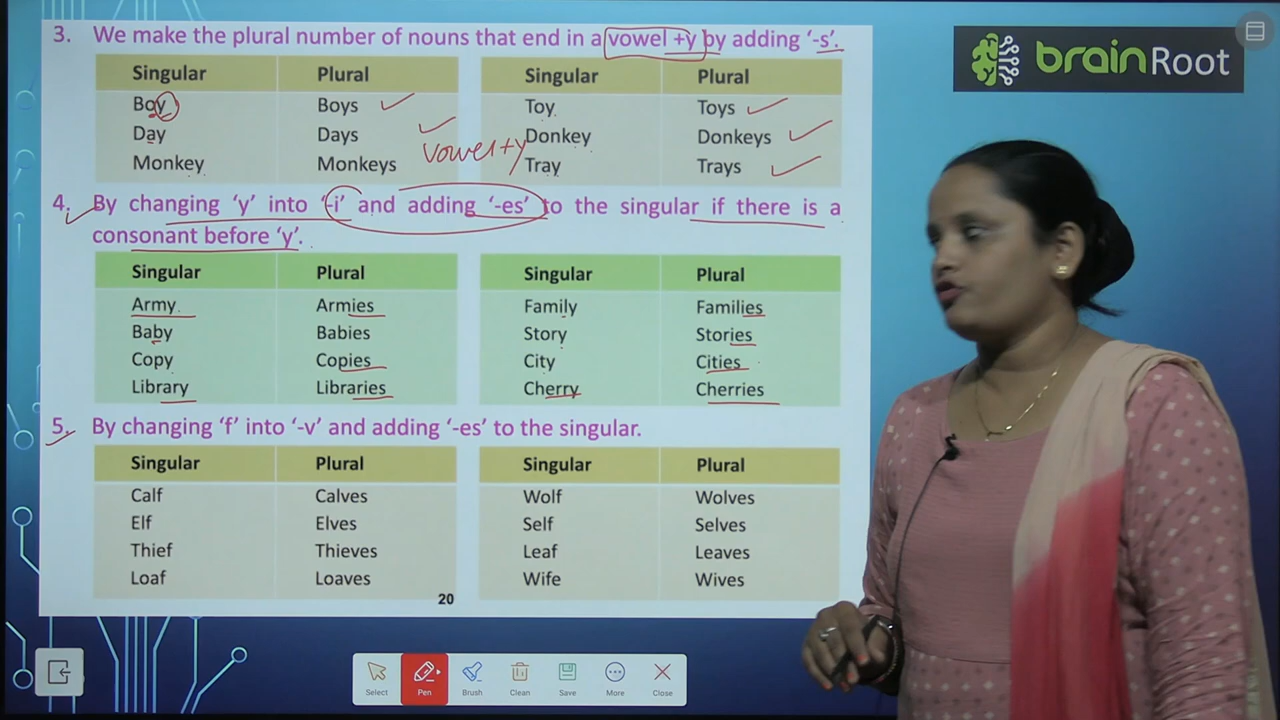 3. We make the plural number of nouns that end in a vowel +y by adding '-s'.
Singular Plural Singular Plural
Boy Boys Toy Toys
Day Days Donkey Donkeys
vowel+y
Monkey Monkeys Tray Trays
4. By changing 'y' into '-i' and adding '-es' to the singular if there is a
consonant before 'y'.
Singular Plural Singular Plural
Army Armies Family Families
Baby Babies Story Stories
Copy Copies City Cities
Library Libraries Cherry Cherries
5. By changing 'f' into '-v' and adding '-es' to the singular.
Singular Plural Singular Plural
Calf Calves Wolf Wolves
Elf Elves Self Selves
Thief Thieves Leaf Leaves
Loaf Loaves Wife Wives
20
brainRoot
Select Pen Brush Clean Save More Close